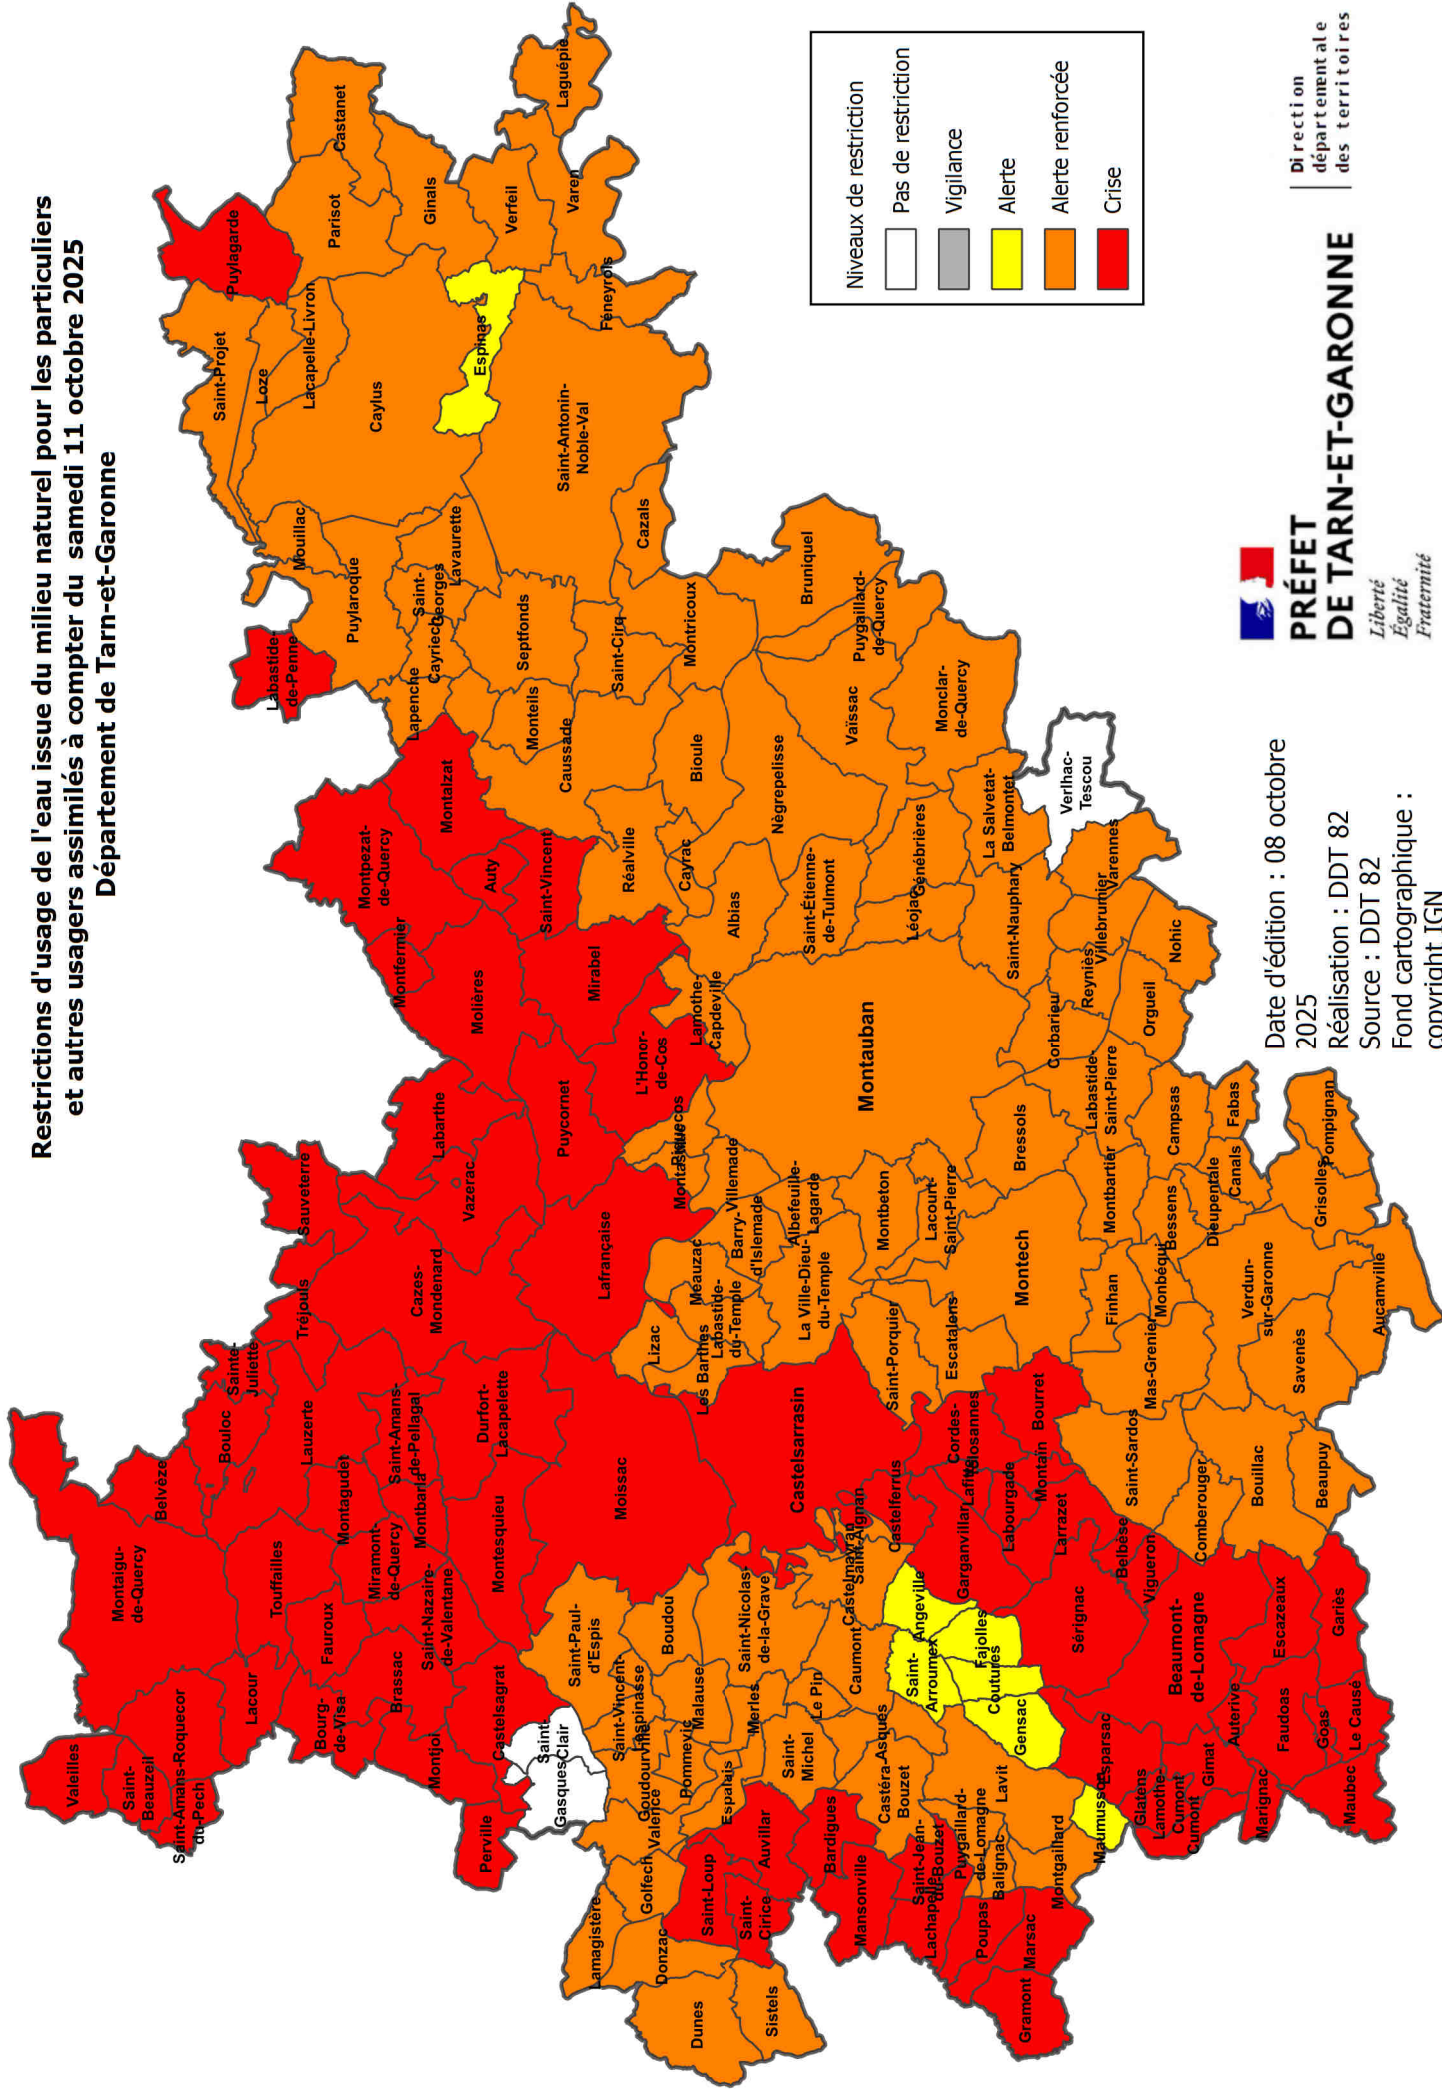 Restrictions d'usage de l'eau issue du milieu naturel pour les particuliers
et autres usagers assimilés à compter du samedi 11 octobre 2025
Département de Tarn-et-Garonne
Montaigu-
de-Quercy
Belvèze
Valeilles
Saint-
Beauzeil
Saint-Amans-Roquecor
Saint-Amans-
du-Pech
Lacour
Touffailles
Bouloc
Sainte-
Juliette
Tréjouls
Sauveterre
Lauzerte
Montagudet
Fauroux
Bourg-
de-Visa
Brassac
Miramont-
de-Quercy
Montbarla
Saint-Amans-
de-Pellagal
Saint-Nazaire-
de-Valentane
Cazes-
Mondenard
Vazerac
Labarthe
Montjoi
Castelsagrat
Montesquieu
Durfort-
Lacapelette
Perville
Gasques
Saint-
Clair
Saint-Paul-
d'Espis
Moissac
Lafrançaise
Puycornet
Molières
Montfermier
Montpezat-
de-Quercy
Montalzat
Auty
Saint-Vincent
Mirabel
L'Honor-
de-Cos
Labastide-
de-Penne
Puylaroque
Mouillac
Lapenche
Cayriech
Saint-
Georges
Lavaurette
Saint-Projet
Loze
Lacapelle-Livron
Puylagarde
Parisot
Castanet
Caylus
Ginals
Espinas
Verfeil
Varen
Laguépie
Féneyrols
Saint-Antonin-
Noble-Val
Septfonds
Monteils
Caussade
Saint-Cirq
Cazals
Montricoux
Bioule
Réalville
Cayrac
Albias
Nègrepelisse
Bruniquel
Puygaillard-
de-Quercy
Vaïssac
Monclar-
de-Quercy
Saint-Étienne-
de-Tulmont
Génébrières
Léojac
La Salvetat-
Belmontet
Verlhac-
Tescou
Saint-Nauphary
Varennes
Villebrumier
Reyniès
Corbarieu
Nohic
Orgueil
Labastide-
Saint-Pierre
Lamothe-
Capdeville
Montauban
Piquecos
Montastruc
Villemade
Barry-
d'Islemade
Albefeuille-
Lagarde
Meauzac
Labastide-
du-Temple
Les Barthes
Lizac
La Ville-Dieu-
du-Temple
Montbeton
Lacourt-
Saint-Pierre
Bressols
Montech
Montbartier
Campsas
Fabas
Canals
Dieupentale
Bessens
Pompignan
Grisolles
Finhan
Monbéqui
Verdun-
sur-Garonne
Mas-Grenier
Aucamville
Savenès
Saint-Porquier
Escatalens
Castelsarrasin
Cordes-
Tolosannes
Bourret
Montaïn
Lafitte
Labourgade
Larrazet
Garganvillar
Castelferrus
Saint-Aignan
Castelmayran
Saint-Sardos
Comberouger
Bouillac
Beaupuy
Belbèse
Vigueron
Sérignac
Beaumont-
de-Lomagne
Escazeaux
Gariès
Faudoas
Auterive
Goas
Le Causé
Maubec
Marignac
Gimat
Cumont
Lamothe-
Cumont
Glatens
Esparsac
Maumusson
Gensac
Coutures
Fajolles
Angeville
Saint-
Arroumex
Caumont
Saint-Nicolas-
de-la-Grave
Boudou
Malause
Merles
Le Pin
Saint-
Michel
Saint-Vincent-
Lespinasse
Goudourville
Pommevic
Valence
Espalais
Golfech
Lamagistère
Donzac
Dunes
Sistels
Saint-Loup
Saint-
Cirice
Auvillar
Bardigues
Mansonville
Castéra-
Bouzet
Asques
Saint-Jean-
du-Bouzet
Lachapelle
Puygaillard-
de-Lomagne
Balignac
Lavit
Montgaillard
Poupas
Marsac
Gramont
Niveaux de restriction
Pas de restriction
Vigilance
Alerte
Alerte renforcée
Crise
PRÉFET
DE TARN-ET-GARONNE
Liberté
Égalité
Fraternité
Direction
départementale
des territoires
Date d'édition : 08 octobre
2025
Réalisation : DDT 82
Source : DDT 82
Fond cartographique :
copyright IGN